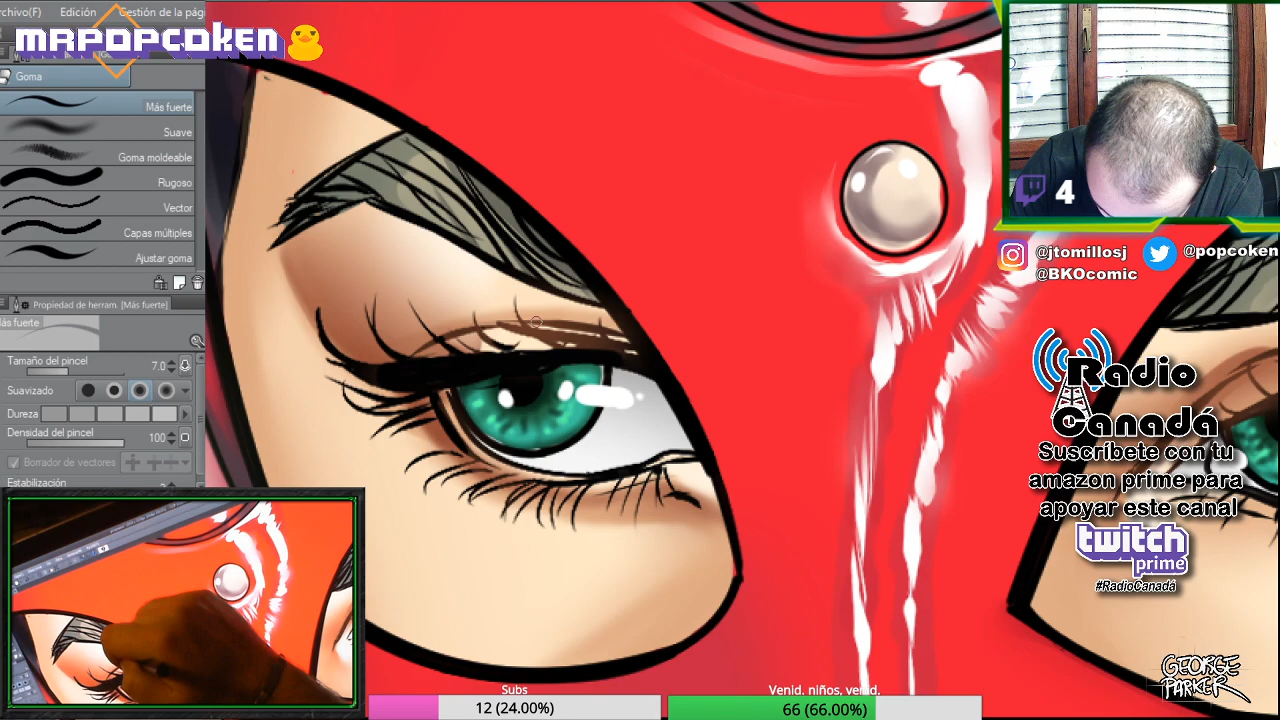 rchivo(F) Edición Gestión de la pág
MRPOPCOKEN
Goma
Más fuerte
Suave
Goma moldeable
Rugoso
Vector
Capas múltiples
Ajustar goma
Propiedad de herram. [Más fuerte]
Más fuerte
Tamaño del pincel 7.0
Suavizado
Dureza
Densidad del pincel 100
Borrador de vectores
Estabilización
4
@jtomillosj @popcoken
@BKOcomic
Radio
Canadá
Suscríbete con tu
amazon prime para
apoyar este canal
twitch
prime
#RadioCanadá
GEORGE
PARKER
Subs
12 (24.00%)
Venid, niños, venid.
66 (66.00%)